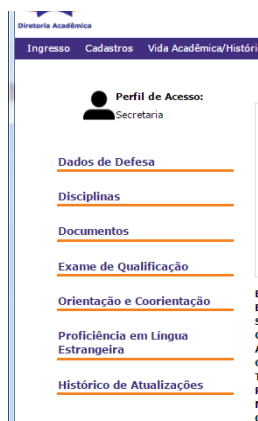 Diretoria Acadêmica
Ingresso Cadastros Vida Acadêmica/Históri
Perfil de Acesso:
Secretaria
Dados de Defesa
Disciplinas
Documentos
Exame de Qualificação
Orientação e Coorientação
Proficiência em Língua
Estrangeira
Histórico de Atualizações